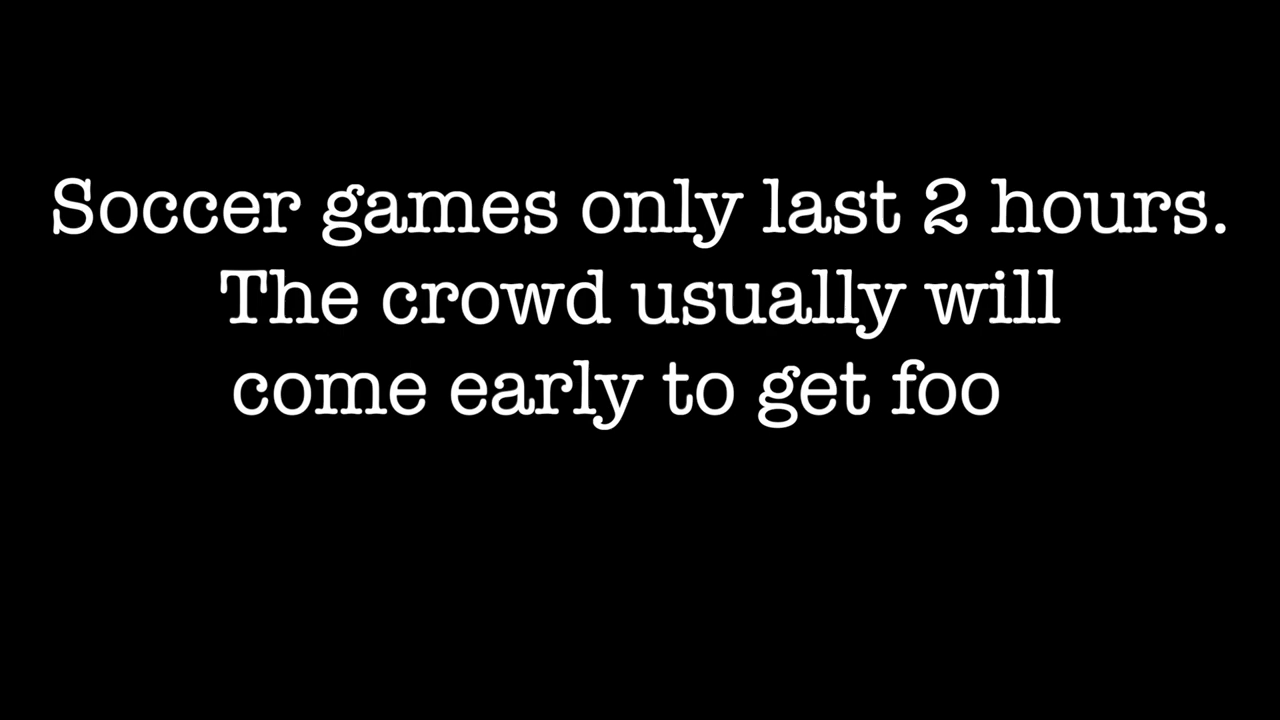 Soccer games only last 2 hours.
The crowd usually will
come early to get foo